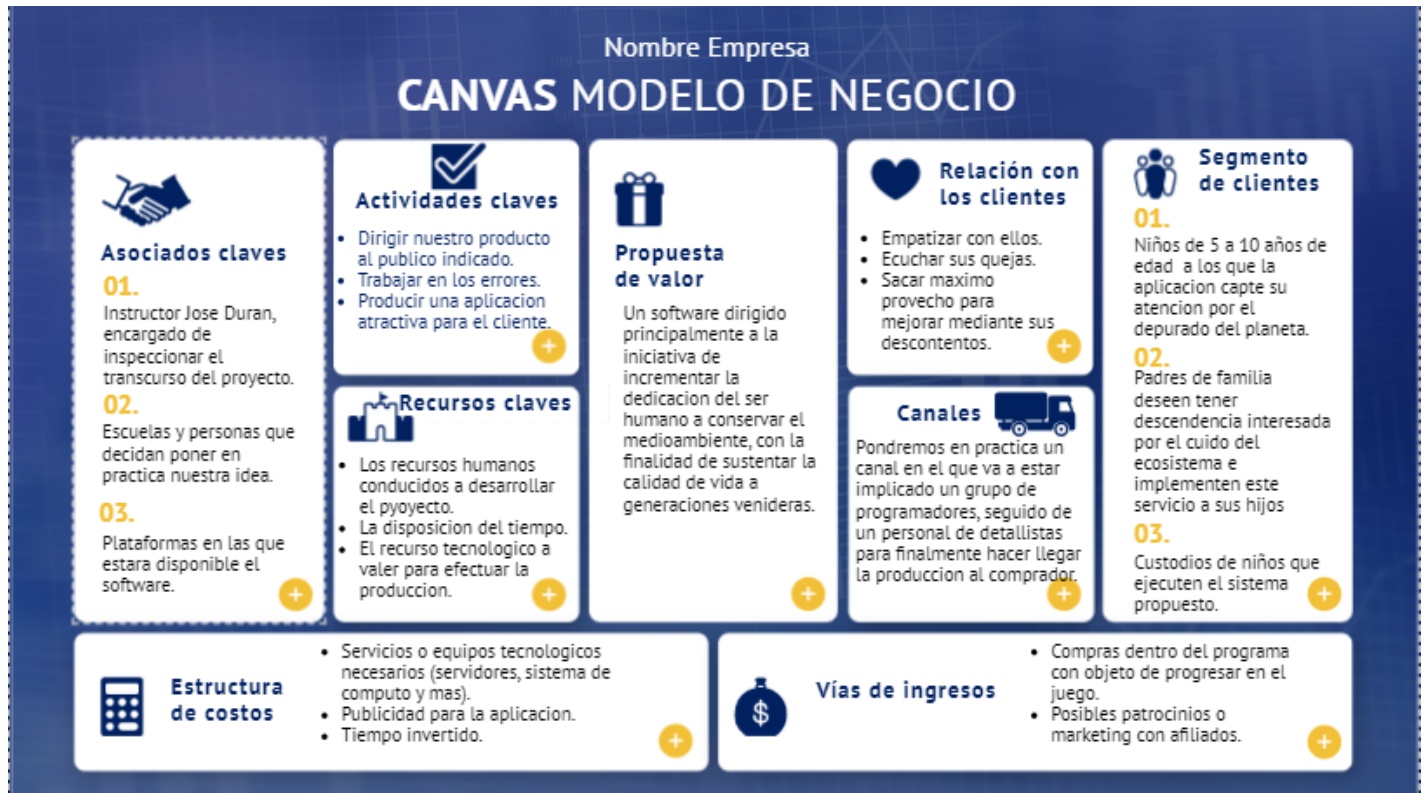 Nombre Empresa
CANVAS MODELO DE NEGOCIO
Asociados claves
01.
Instructor Jose Duran,
encargado de
inspeccionar el
transcurso del proyecto.
02.
Escuelas y personas que
decidan poner en
practica nuestra idea.
03.
Plataformas en las que
estara disponible el
software.
Actividades claves
• Dirigir nuestro producto
al publico indicado.
• Trabajar en los errores.
• Producir una aplicacion
atractiva para el cliente.
Recursos claves
• Los recursos humanos
conducidos a desarrollar
el pyoyecto.
• La disposicion del tiempo.
• El recurso tecnologico a
valer para efectuar la
produccion.
Propuesta
de valor
Un software dirigido
principalmente a la
iniciativa de
incrementar la
dedicacion del ser
humano a conservar el
medioambiente, con la
finalidad de sustentar la
calidad de vida a
generaciones venideras.
Relación con
los clientes
• Empatizar con ellos.
• Ecuchar sus quejas.
• Sacar maximo
provecho para
mejorar mediante sus
descontentos.
Canales
Pondremos en practica un
canal en el que va a estar
implicado un grupo de
programadores, seguido de
un personal de detallistas
para finalmente hacer llegar
la produccion al comprador.
Segmento
de clientes
01.
Niños de 5 a 10 años de
edad a los que la
aplicacion capte su
atencion por el
depurado del planeta.
02.
Padres de familia
deseen tener
descendencia interesada
por el cuido del
ecosistema e
implementen este
servicio a sus hijos
03.
Custodios de niños que
ejecuten el sistema
propuesto.
Estructura
de costos
• Servicios o equipos tecnologicos
necesarios (servidores, sistema de
computo y mas).
• Publicidad para la aplicacion.
• Tiempo invertido.
$
Vías de ingresos
• Compras dentro del programa
con objeto de progresar en el
juego.
• Posibles patrocinios o
marketing con afiliados.